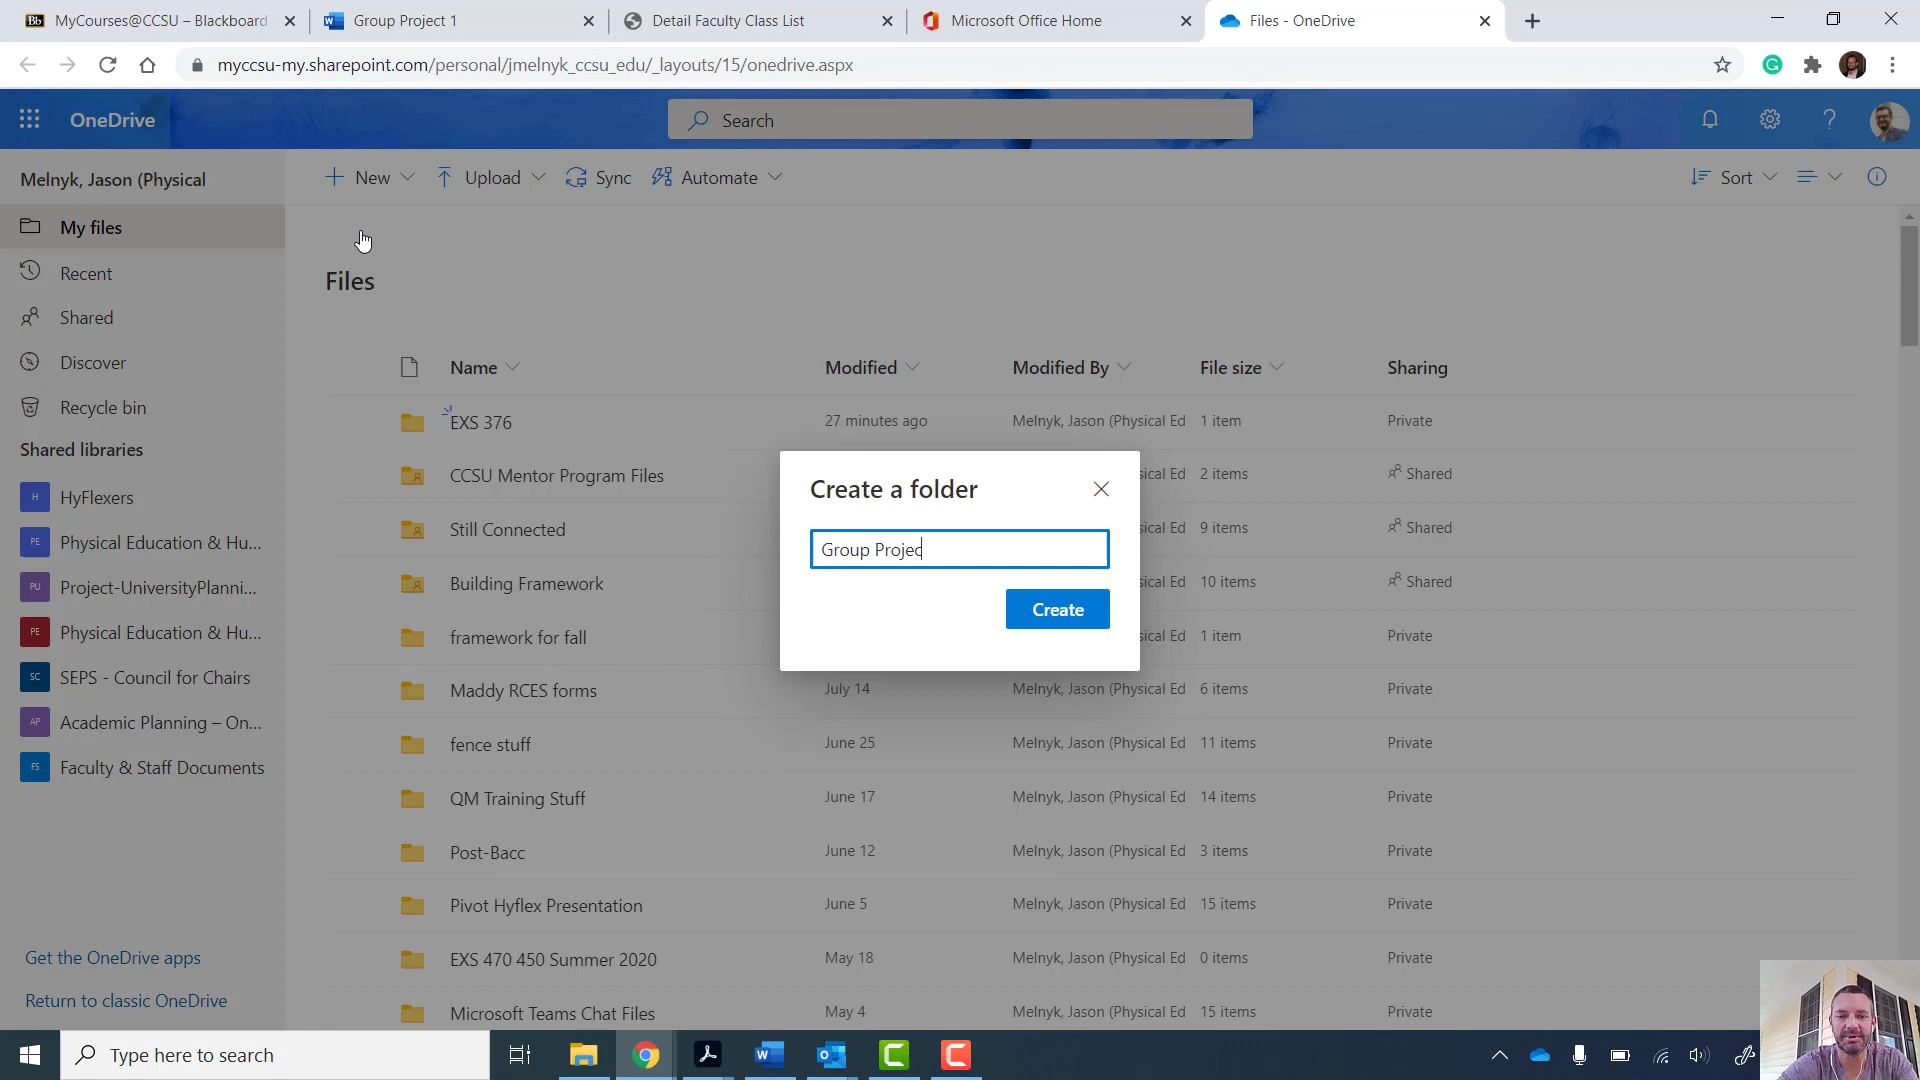 MyCourses@CCSU – Blackboard
Group Project 1
Detail Faculty Class List
Microsoft Office Home
Files - OneDrive
myccsu-my.sharepoint.com/personal/jmelnyk_ccsu_edu/_layouts/15/onedrive.aspx
OneDrive
Search
Melnyk, Jason (Physical
New
Upload
Sync
Automate
Sort
My files
Recent
Shared
Discover
Recycle bin
Shared libraries
H HyFlexers
PE Physical Education & Hu...
PU Project-UniversityPlanni...
PE Physical Education & Hu...
SC SEPS - Council for Chairs
AP Academic Planning – On...
FS Faculty & Staff Documents
Get the OneDrive apps
Return to classic OneDrive
Files
Name Modified Modified By File size Sharing
EXS 376 27 minutes ago Melnyk, Jason (Physical Ed 1 item Private
CCSU Mentor Program Files sical Ed 2 items Shared
Still Connected sical Ed 9 items Shared
Building Framework sical Ed 10 items Shared
framework for fall sical Ed 1 item Private
Maddy RCES forms July 14 Melnyk, Jason (Physical Ed 6 items Private
fence stuff June 25 Melnyk, Jason (Physical Ed 11 items Private
QM Training Stuff June 17 Melnyk, Jason (Physical Ed 14 items Private
Post-Bacc June 12 Melnyk, Jason (Physical Ed 3 items Private
Pivot Hyflex Presentation June 5 Melnyk, Jason (Physical Ed 15 items Private
EXS 470 450 Summer 2020 May 18 Melnyk, Jason (Physical Ed 0 items Private
Microsoft Teams Chat Files May 4 Melnyk, Jason (Physical Ed 15 items Private
Create a folder
Group Projec
Create
Type here to search